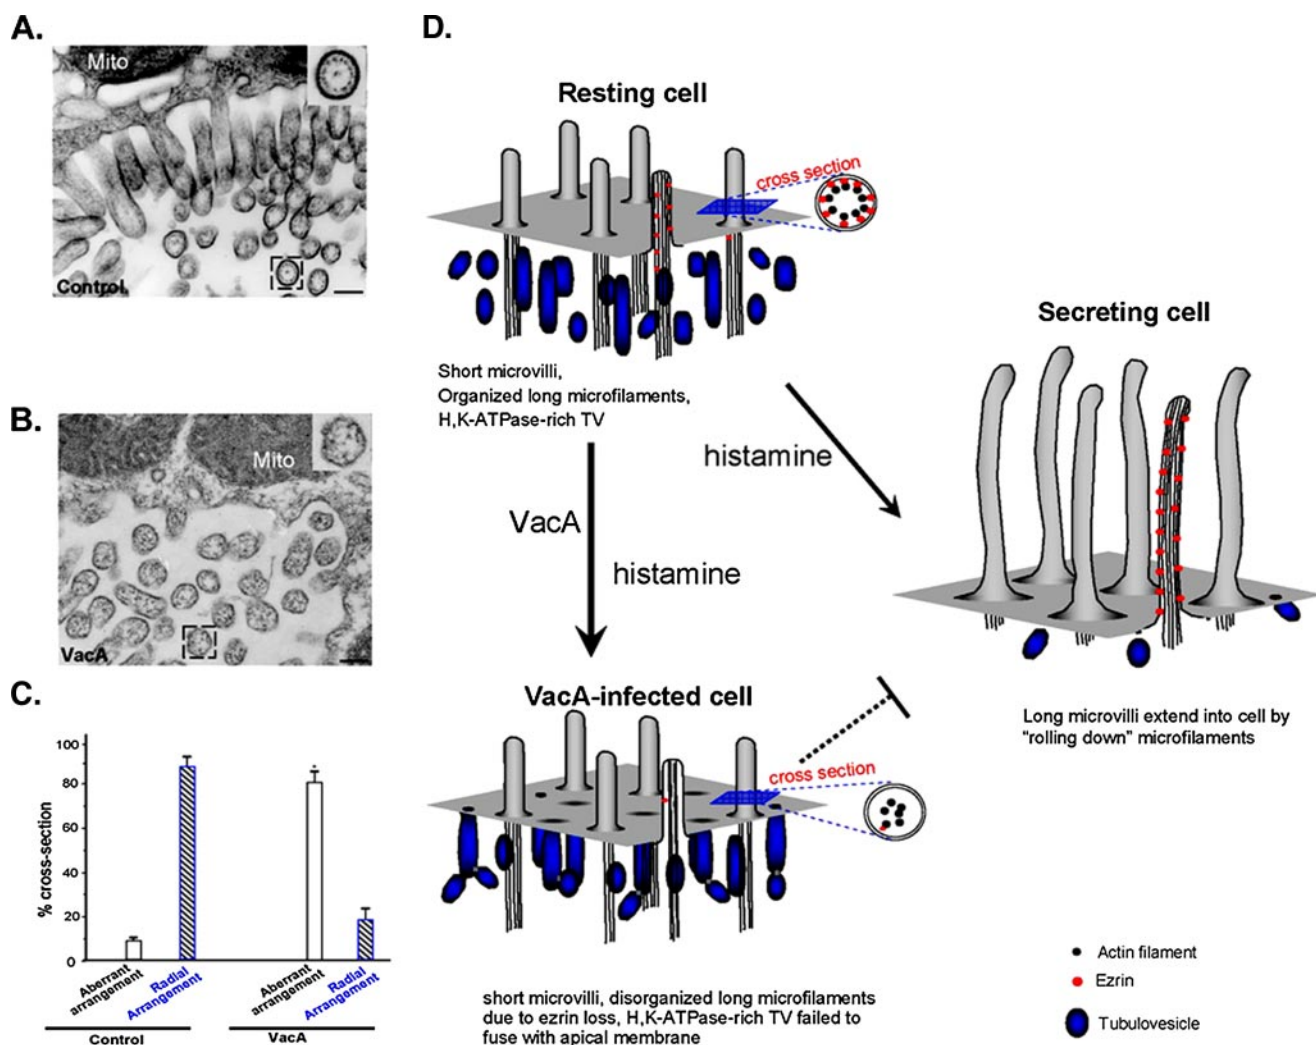 A.
Mito
Control
B.
Mito
VacA
C.
% cross-section
100
80
60
40
20
0
*
Aberrant
arrangement
Radial
Arrangement
Aberrant
arrangement
Radial
Arrangement
Control
VacA
D.
Resting cell
cross section
Short microvilli,
Organized long microfilaments,
H,K-ATPase-rich TV
histamine
VacA
histamine
Secreting cell
Long microvilli extend into cell by
“rolling down” microfilaments
VacA-infected cell
cross section
short microvilli, disorganized long microfilaments
due to ezrin loss, H,K-ATPase-rich TV failed to
fuse with apical membrane
Actin filament
Ezrin
Tubulovesicle